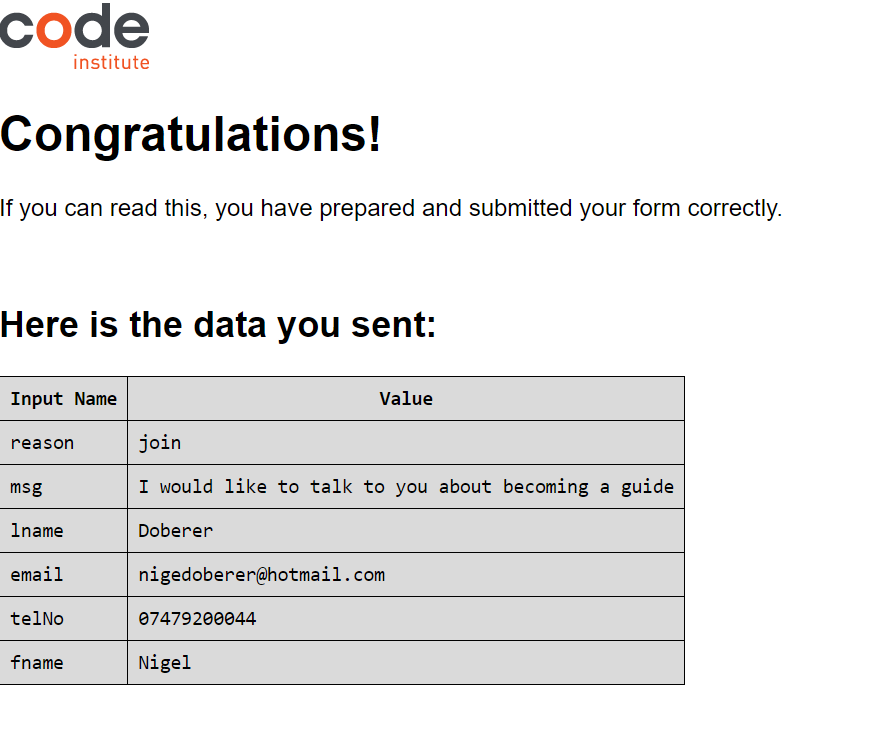 code
institute
Congratulations!
If you can read this, you have prepared and submitted your form correctly.
Here is the data you sent:
Input Name Value
reason join
msg I would like to talk to you about becoming a guide
lname Doberer
email nigedoberer@hotmail.com
telNo 07479200044
fname Nigel